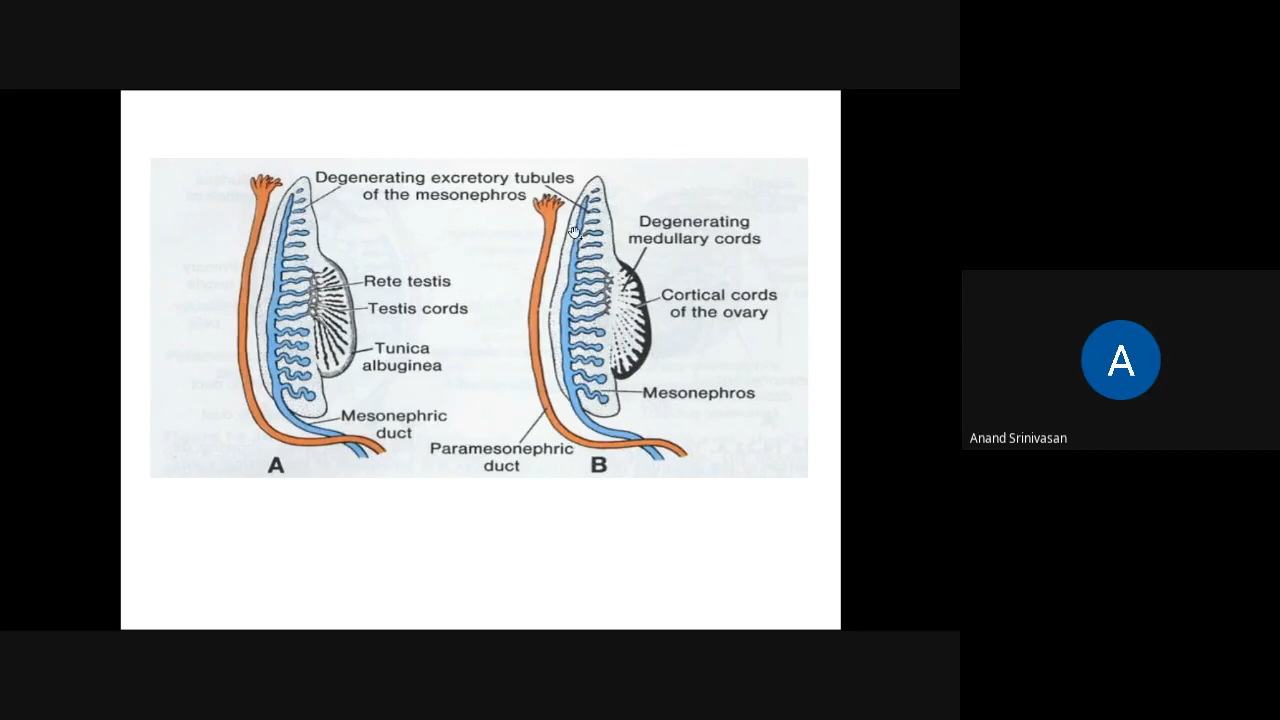 Degenerating excretory tubules
of the mesonephros
Degenerating
medullary cords
Rete testis
Testis cords
Cortical cords
of the ovary
Tunica
albuginea
Mesonephros
Mesonephric
duct
Paramesonephric
duct
A
B
A
Anand Srinivasan